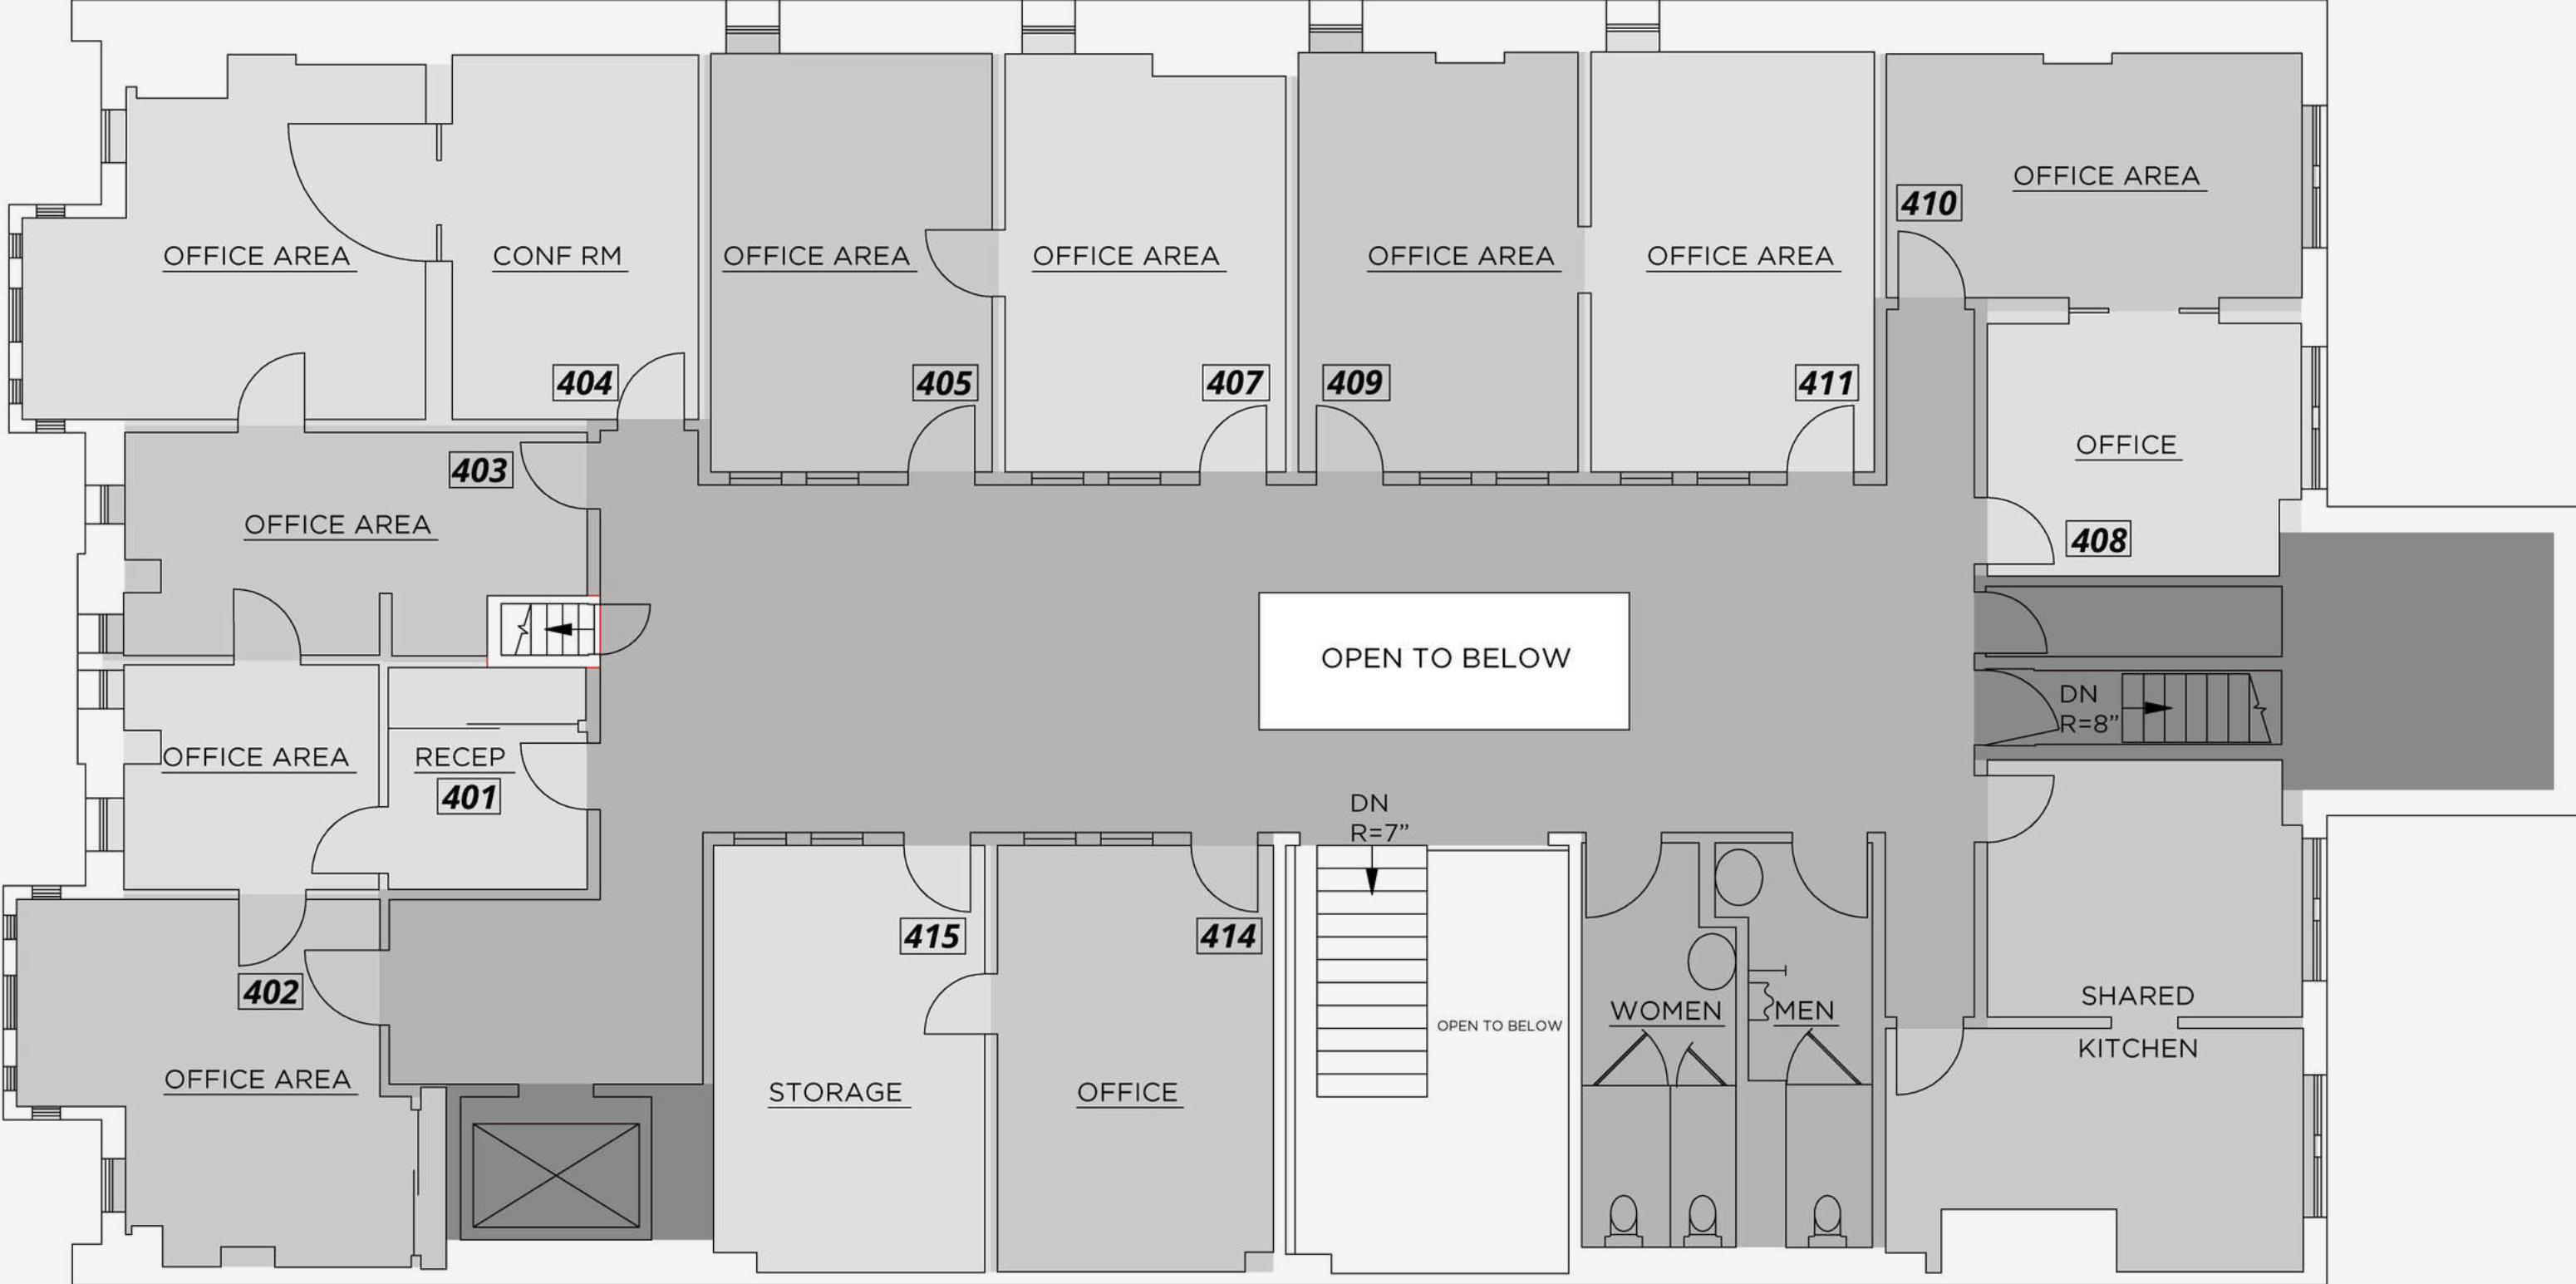 OFFICE AREA
410
OFFICE AREA
CONF RM
OFFICE AREA
OFFICE AREA
OFFICE AREA
OFFICE AREA
404
405
407
409
411
OFFICE
403
OFFICE AREA
408
OPEN TO BELOW
DN
R=8”
OFFICE AREA
RECEP
401
DN
R=7”
415
414
402
SHARED
KITCHEN
WOMEN
MEN
OPEN TO BELOW
OFFICE AREA
STORAGE
OFFICE